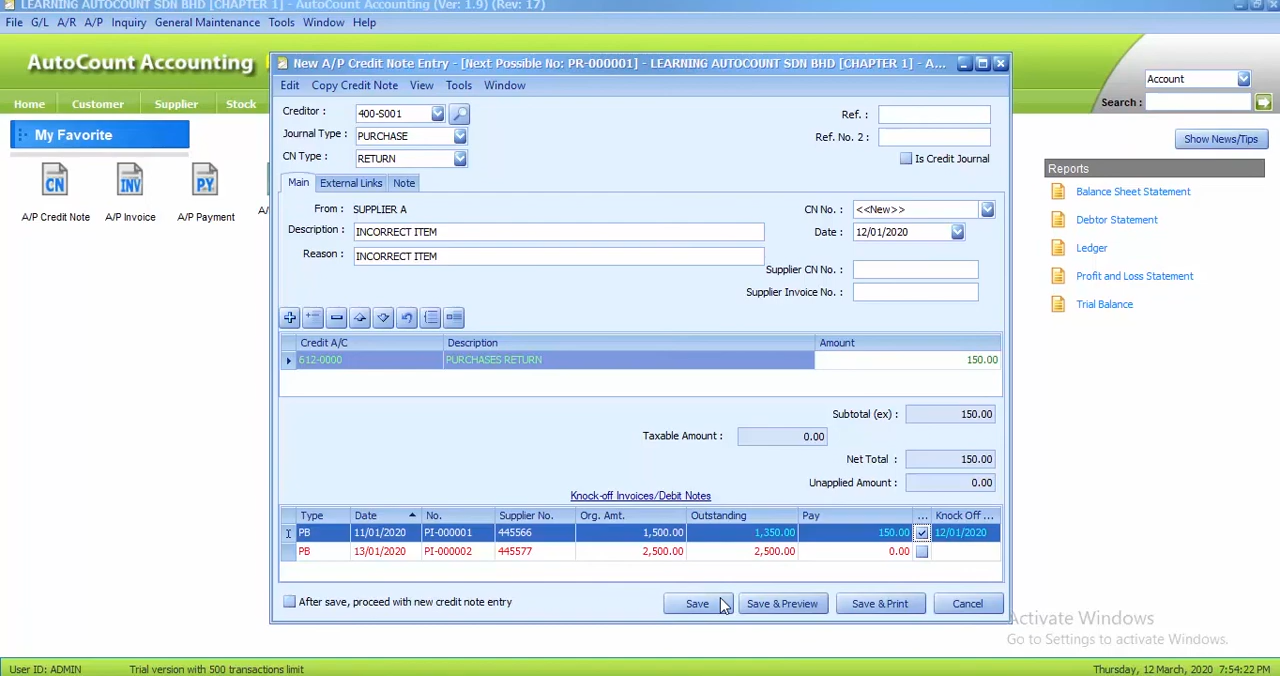 LEARNING AUTOCOUNT SDN BHD [CHAPTER 1] - AutoCount Accounting (Ver: 1.9) (Rev: 17)
File G/L A/R A/P Inquiry General Maintenance Tools Window Help
AutoCount Accounting
Account
Search :
Home Customer Supplier Stock
My Favorite
Show News/Tips
CN INV PY
A/P Credit Note A/P Invoice A/P Payment
Reports
Balance Sheet Statement
Debtor Statement
Ledger
Profit and Loss Statement
Trial Balance
New A/P Credit Note Entry - [Next Possible No: PR-000001] - LEARNING AUTOCOUNT SDN BHD [CHAPTER 1] - A...
Edit Copy Credit Note View Tools Window
Creditor : 400-S001 Ref. :
Journal Type : PURCHASE Ref. No. 2 :
CN Type : RETURN Is Credit Journal
Main External Links Note
From : SUPPLIER A CN No. : <<New>>
Description : INCORRECT ITEM Date : 12/01/2020
Reason : INCORRECT ITEM
Supplier CN No. :
Supplier Invoice No. :
Credit A/C Description Amount
612-0000 PURCHASES RETURN 150.00
Subtotal (ex) : 150.00
Taxable Amount : 0.00
Net Total : 150.00
Unapplied Amount : 0.00
Knock-off Invoices/Debit Notes
Type Date No. Supplier No. Org. Amt. Outstanding Pay ... Knock Off ...
PB 11/01/2020 PI-000001 445566 1,500.00 1,350.00 150.00 12/01/2020
PB 13/01/2020 PI-000002 445577 2,500.00 2,500.00 0.00
After save, proceed with new credit note entry Save Save & Preview Save & Print Cancel
Activate Windows
Go to Settings to activate Windows.
User ID: ADMIN Trial version with 500 transactions limit Thursday, 12 March, 2020 7:54:22 PM